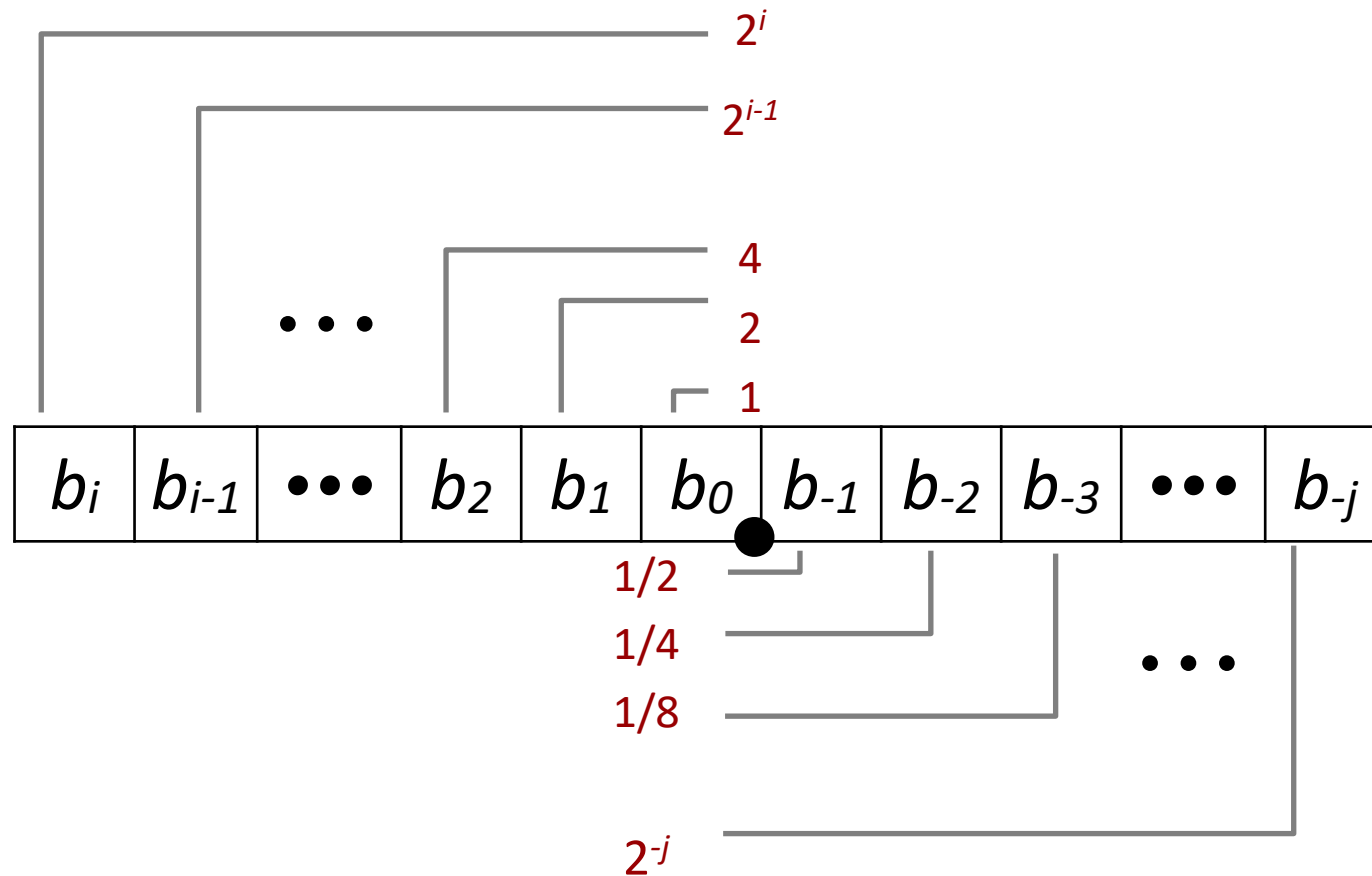 2^i
2^{i-1}
4
2
1
b_i b_{i-1} ••• b_2 b_1 b_0 . b_{-1} b_{-2} b_{-3} ••• b_{-j}
1/2
1/4
1/8
2^{-j}